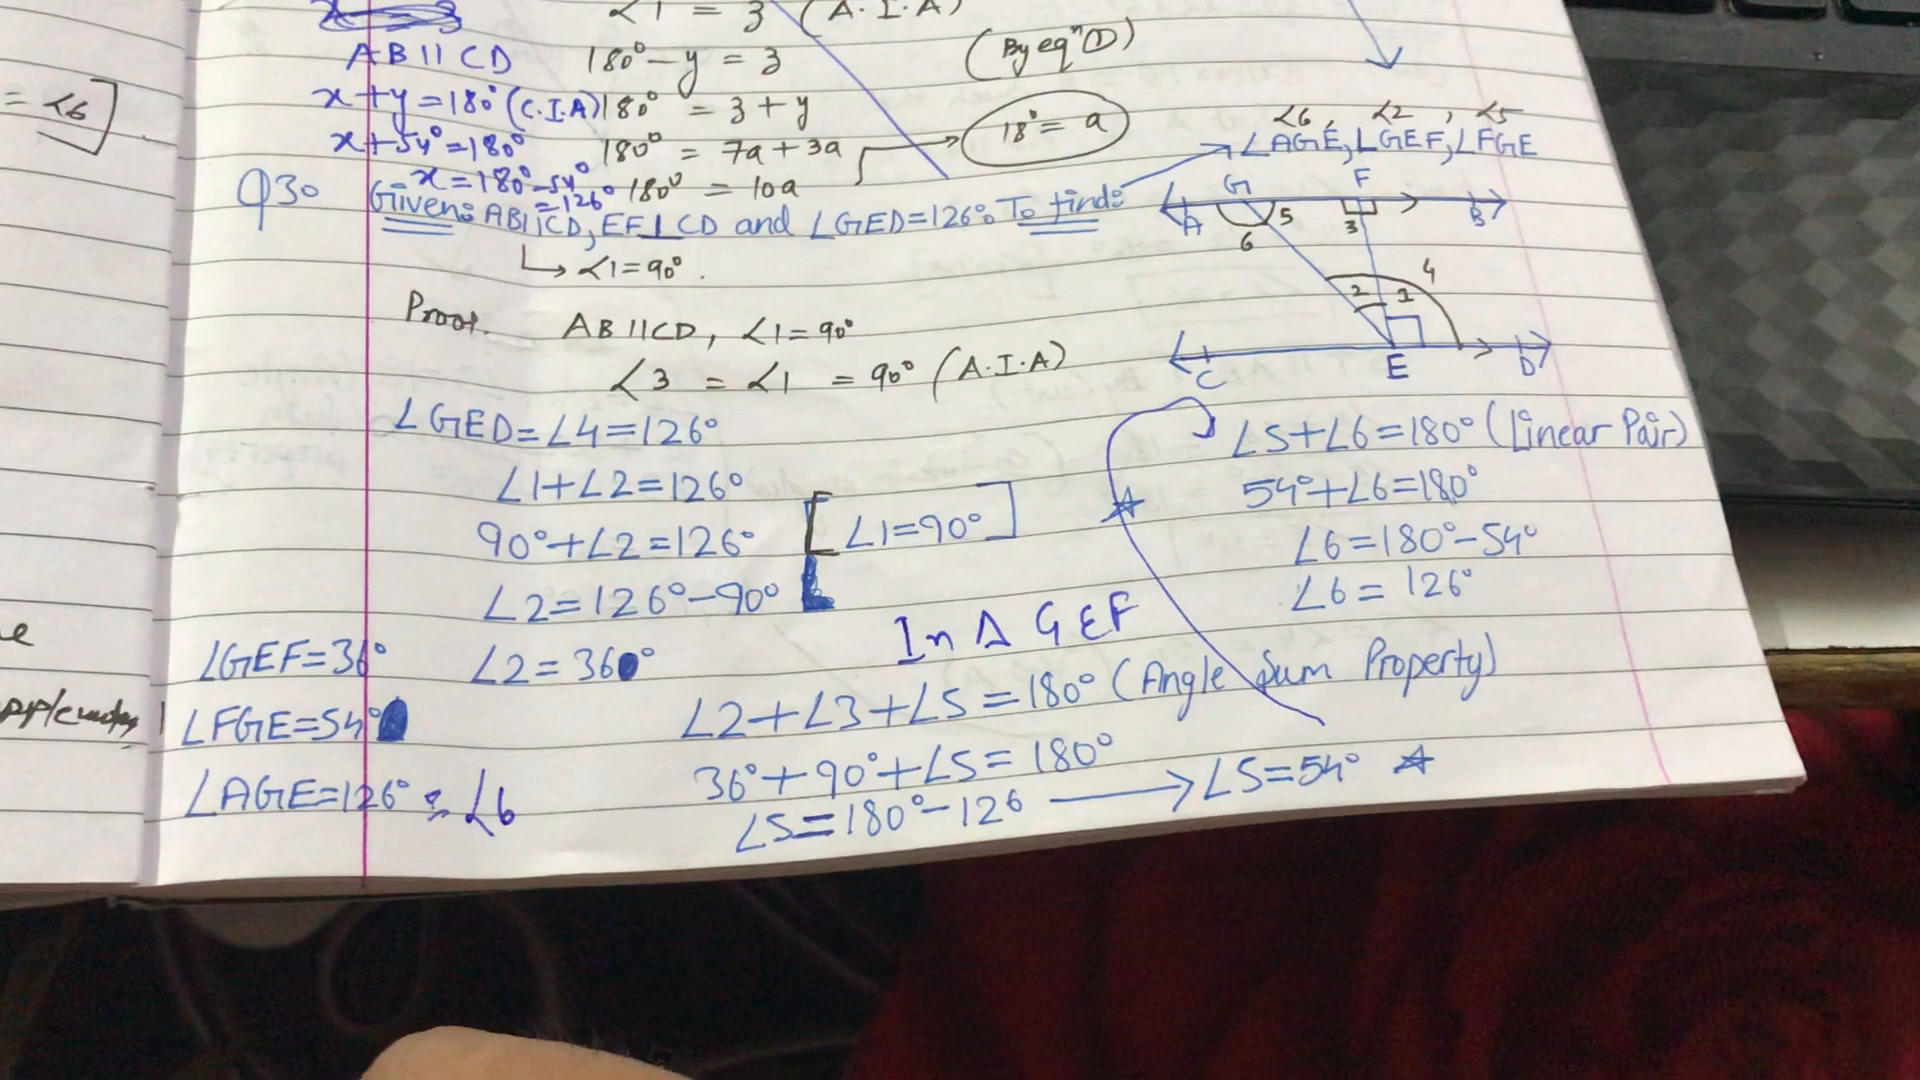 ∠1 = 3 (A.I.A)
AB || CD 180° - y = 3 (By eqⁿ ①)
x + y = 180° (C.I.A) 180° = 3 + y
x + 54° = 180° 180° = 7a + 3a → 18° = a
x = 180° - 54° 180° = 10a
= 126°
= ∠6]
∠6, ∠2, ∠5
Q30 Given: AB || CD, EF ⊥ CD and ∠GED = 126° To find: ∠AGE, ∠GEF, ∠FGE
↳ ∠1 = 90°.
G F
A B
5
6 3
4
2 1
C E D
Proof. AB || CD, ∠1 = 90°
∠3 = ∠1 = 90° (A.I.A)
∠GED = ∠4 = 126°
∠1 + ∠2 = 126°
90° + ∠2 = 126° [∠1 = 90°]
∠2 = 126° - 90°
∠2 = 36°
In Δ GEF
∠2 + ∠3 + ∠5 = 180° (Angle Sum Property)
36° + 90° + ∠5 = 180°
∠5 = 180° - 126 → ∠5 = 54° ☆
☆ ∠5 + ∠6 = 180° (Linear Pair)
54° + ∠6 = 180°
∠6 = 180° - 54°
∠6 = 126°
∠GEF = 36°
∠FGE = 54°
∠AGE = 126° = ∠6